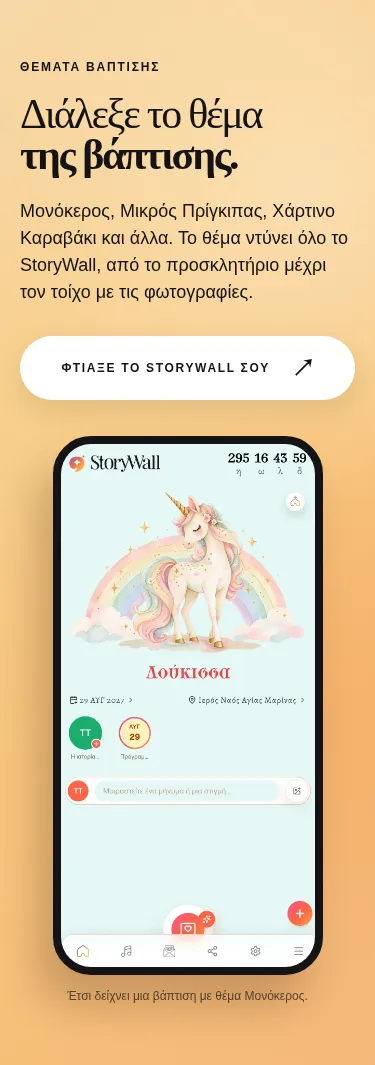 ΘΕΜΑΤΑ ΒΑΠΤΙΣΗΣ
Διάλεξε το θέμα
της βάπτισης.
Μονόκερος, Μικρός Πρίγκιπας, Χάρτινο
Καραβάκι και άλλα. Το θέμα ντύνει όλο το
StoryWall, από το προσκλητήριο μέχρι
τον τοίχο με τις φωτογραφίες.
ΦΤΙΑΞΕ ΤΟ STORYWALL ΣΟΥ
StoryWall
295 16 43 59
η ω λ δ
Δούκισσα
29 ΑΥΓ 2027
Ιερός Ναός Αγίας Μαρίνας
ΤΤ
ΑΥΓ
29
Η ιστορία...
Πρόγραμ...
ΤΤ
Μοιραστείτε ένα μήνυμα ή μια στιγμή...
Έτσι δείχνει μια βάπτιση με θέμα Μονόκερος.